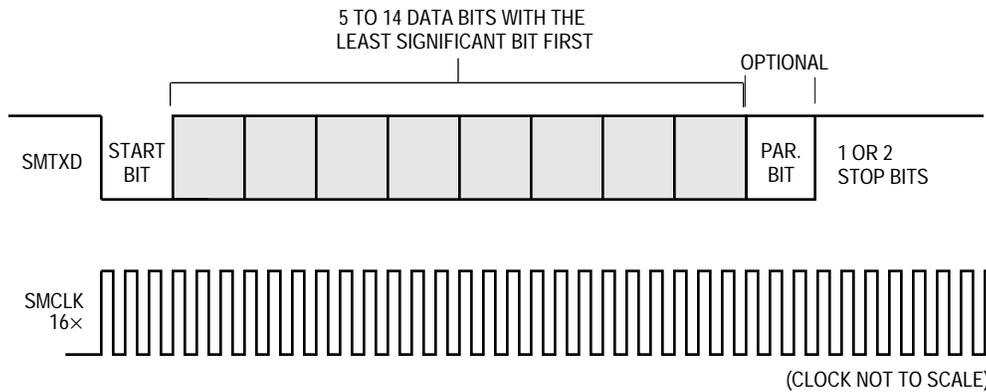 5 TO 14 DATA BITS WITH THE
LEAST SIGNIFICANT BIT FIRST
OPTIONAL
SMTXD
START
BIT
PAR.
BIT
1 OR 2
STOP BITS
SMCLK
16×
(CLOCK NOT TO SCALE)